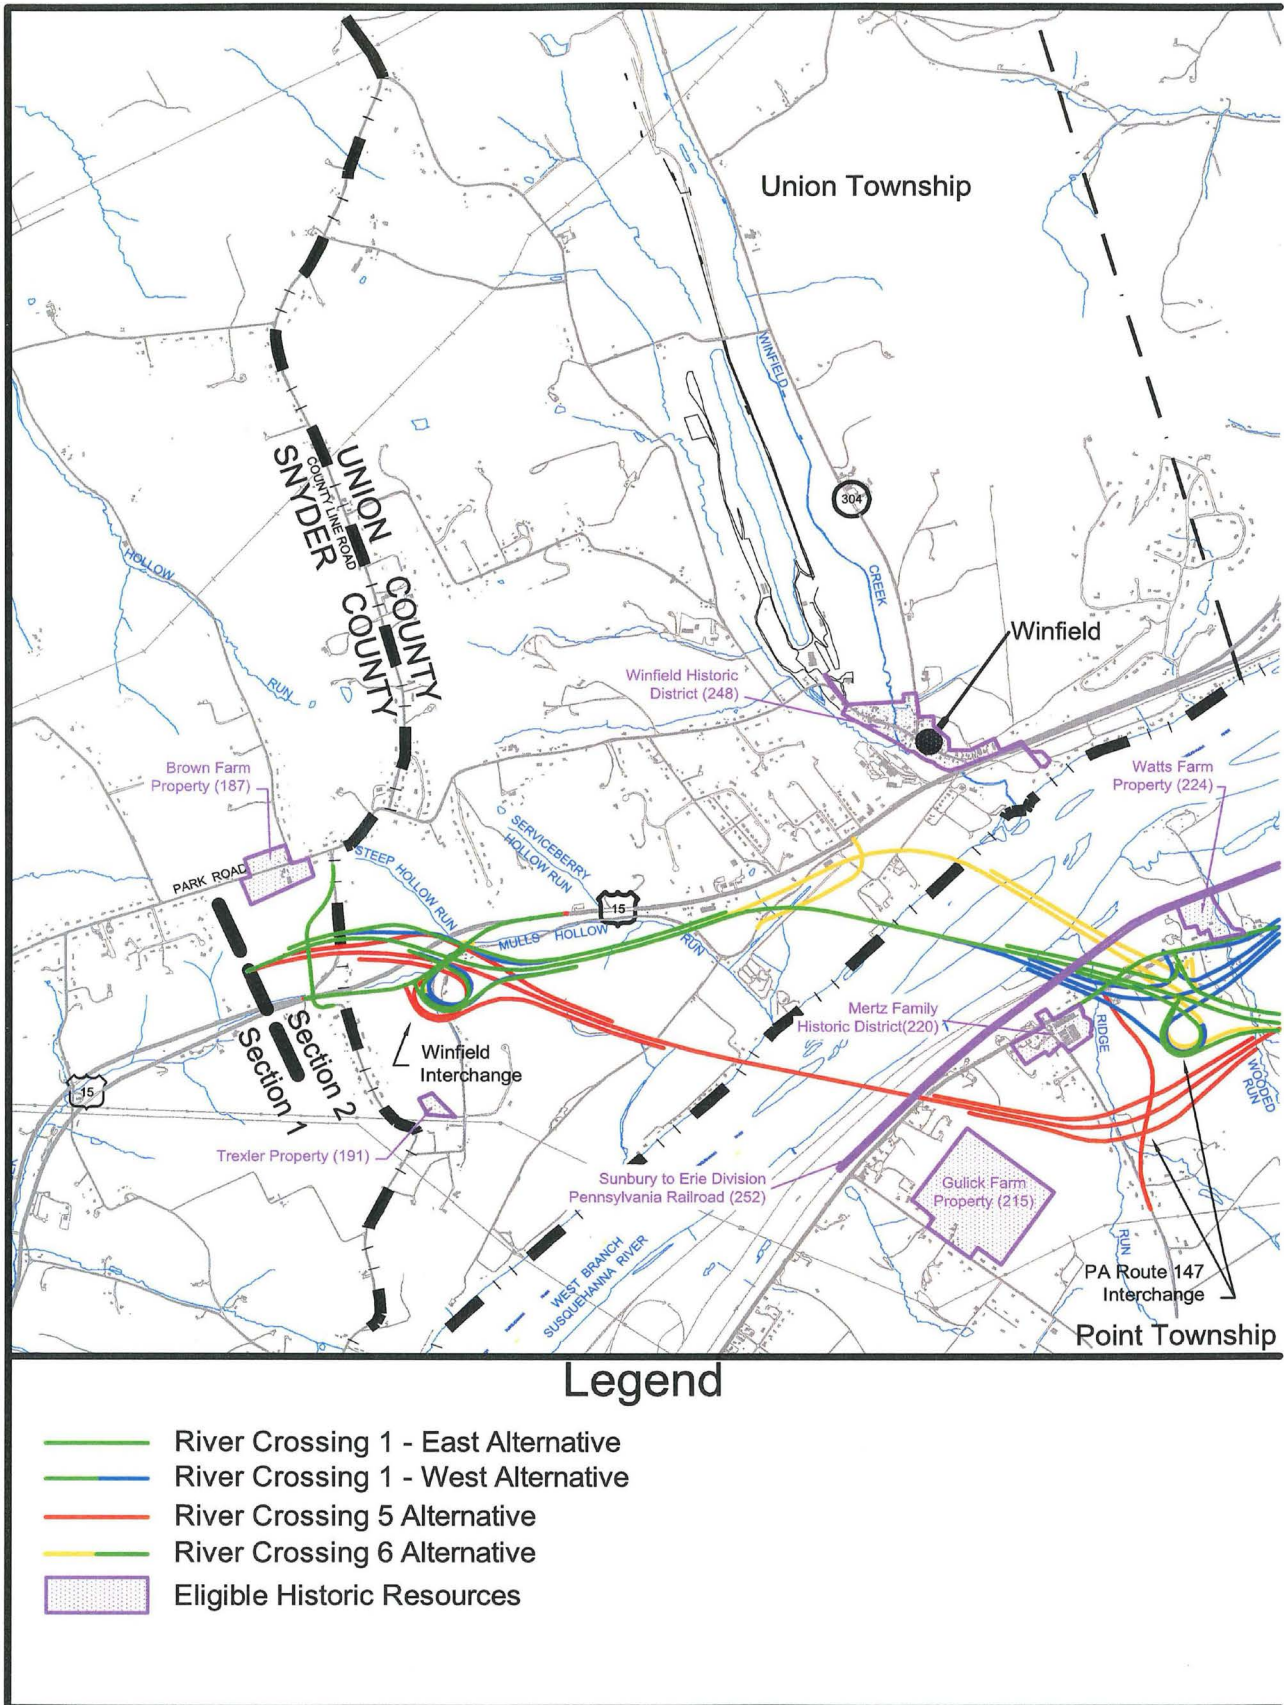 Union Township
WINFIELD
CREEK
304
UNION COUNTY
COUNTY LINE ROAD
SNYDER COUNTY
HOLLOW
RUN
Winfield
Winfield Historic
District (248)
Brown Farm
Property (187)
Watts Farm
Property (224)
PARK ROAD
STEEP HOLLOW RUN
SERVICEBERRY
HOLLOW RUN
15
MULLS HOLLOW
RUN
Mertz Family
Historic District(220)
RIDGE
RUN
WOODED
RUN
Section 1
Section 2
Winfield
Interchange
15
Trexler Property (191)
Sunbury to Erie Division
Pennsylvania Railroad (252)
Gulick Farm
Property (215)
WEST BRANCH
SUSQUEHANNA RIVER
PA Route 147
Interchange
Point Township
Legend
River Crossing 1 - East Alternative
River Crossing 1 - West Alternative
River Crossing 5 Alternative
River Crossing 6 Alternative
Eligible Historic Resources